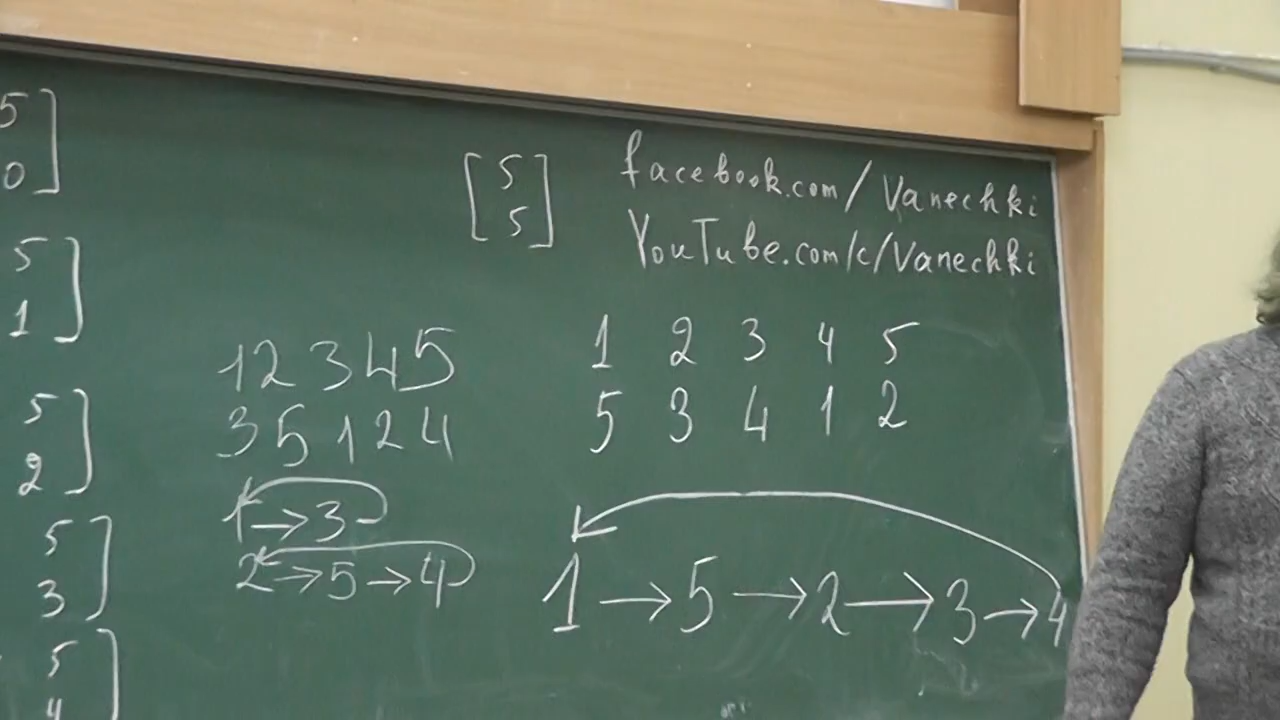 5
0
[5
5]
facebook.com/Vanechki
YouTube.com/c/Vanechki
5
1
1 2 3 4 5
3 5 1 2 4
1 2 3 4 5
5 3 4 1 2
5
2
1 → 3
2 → 5 → 4
1 → 5 → 2 → 3 → 4
5
3
5
4